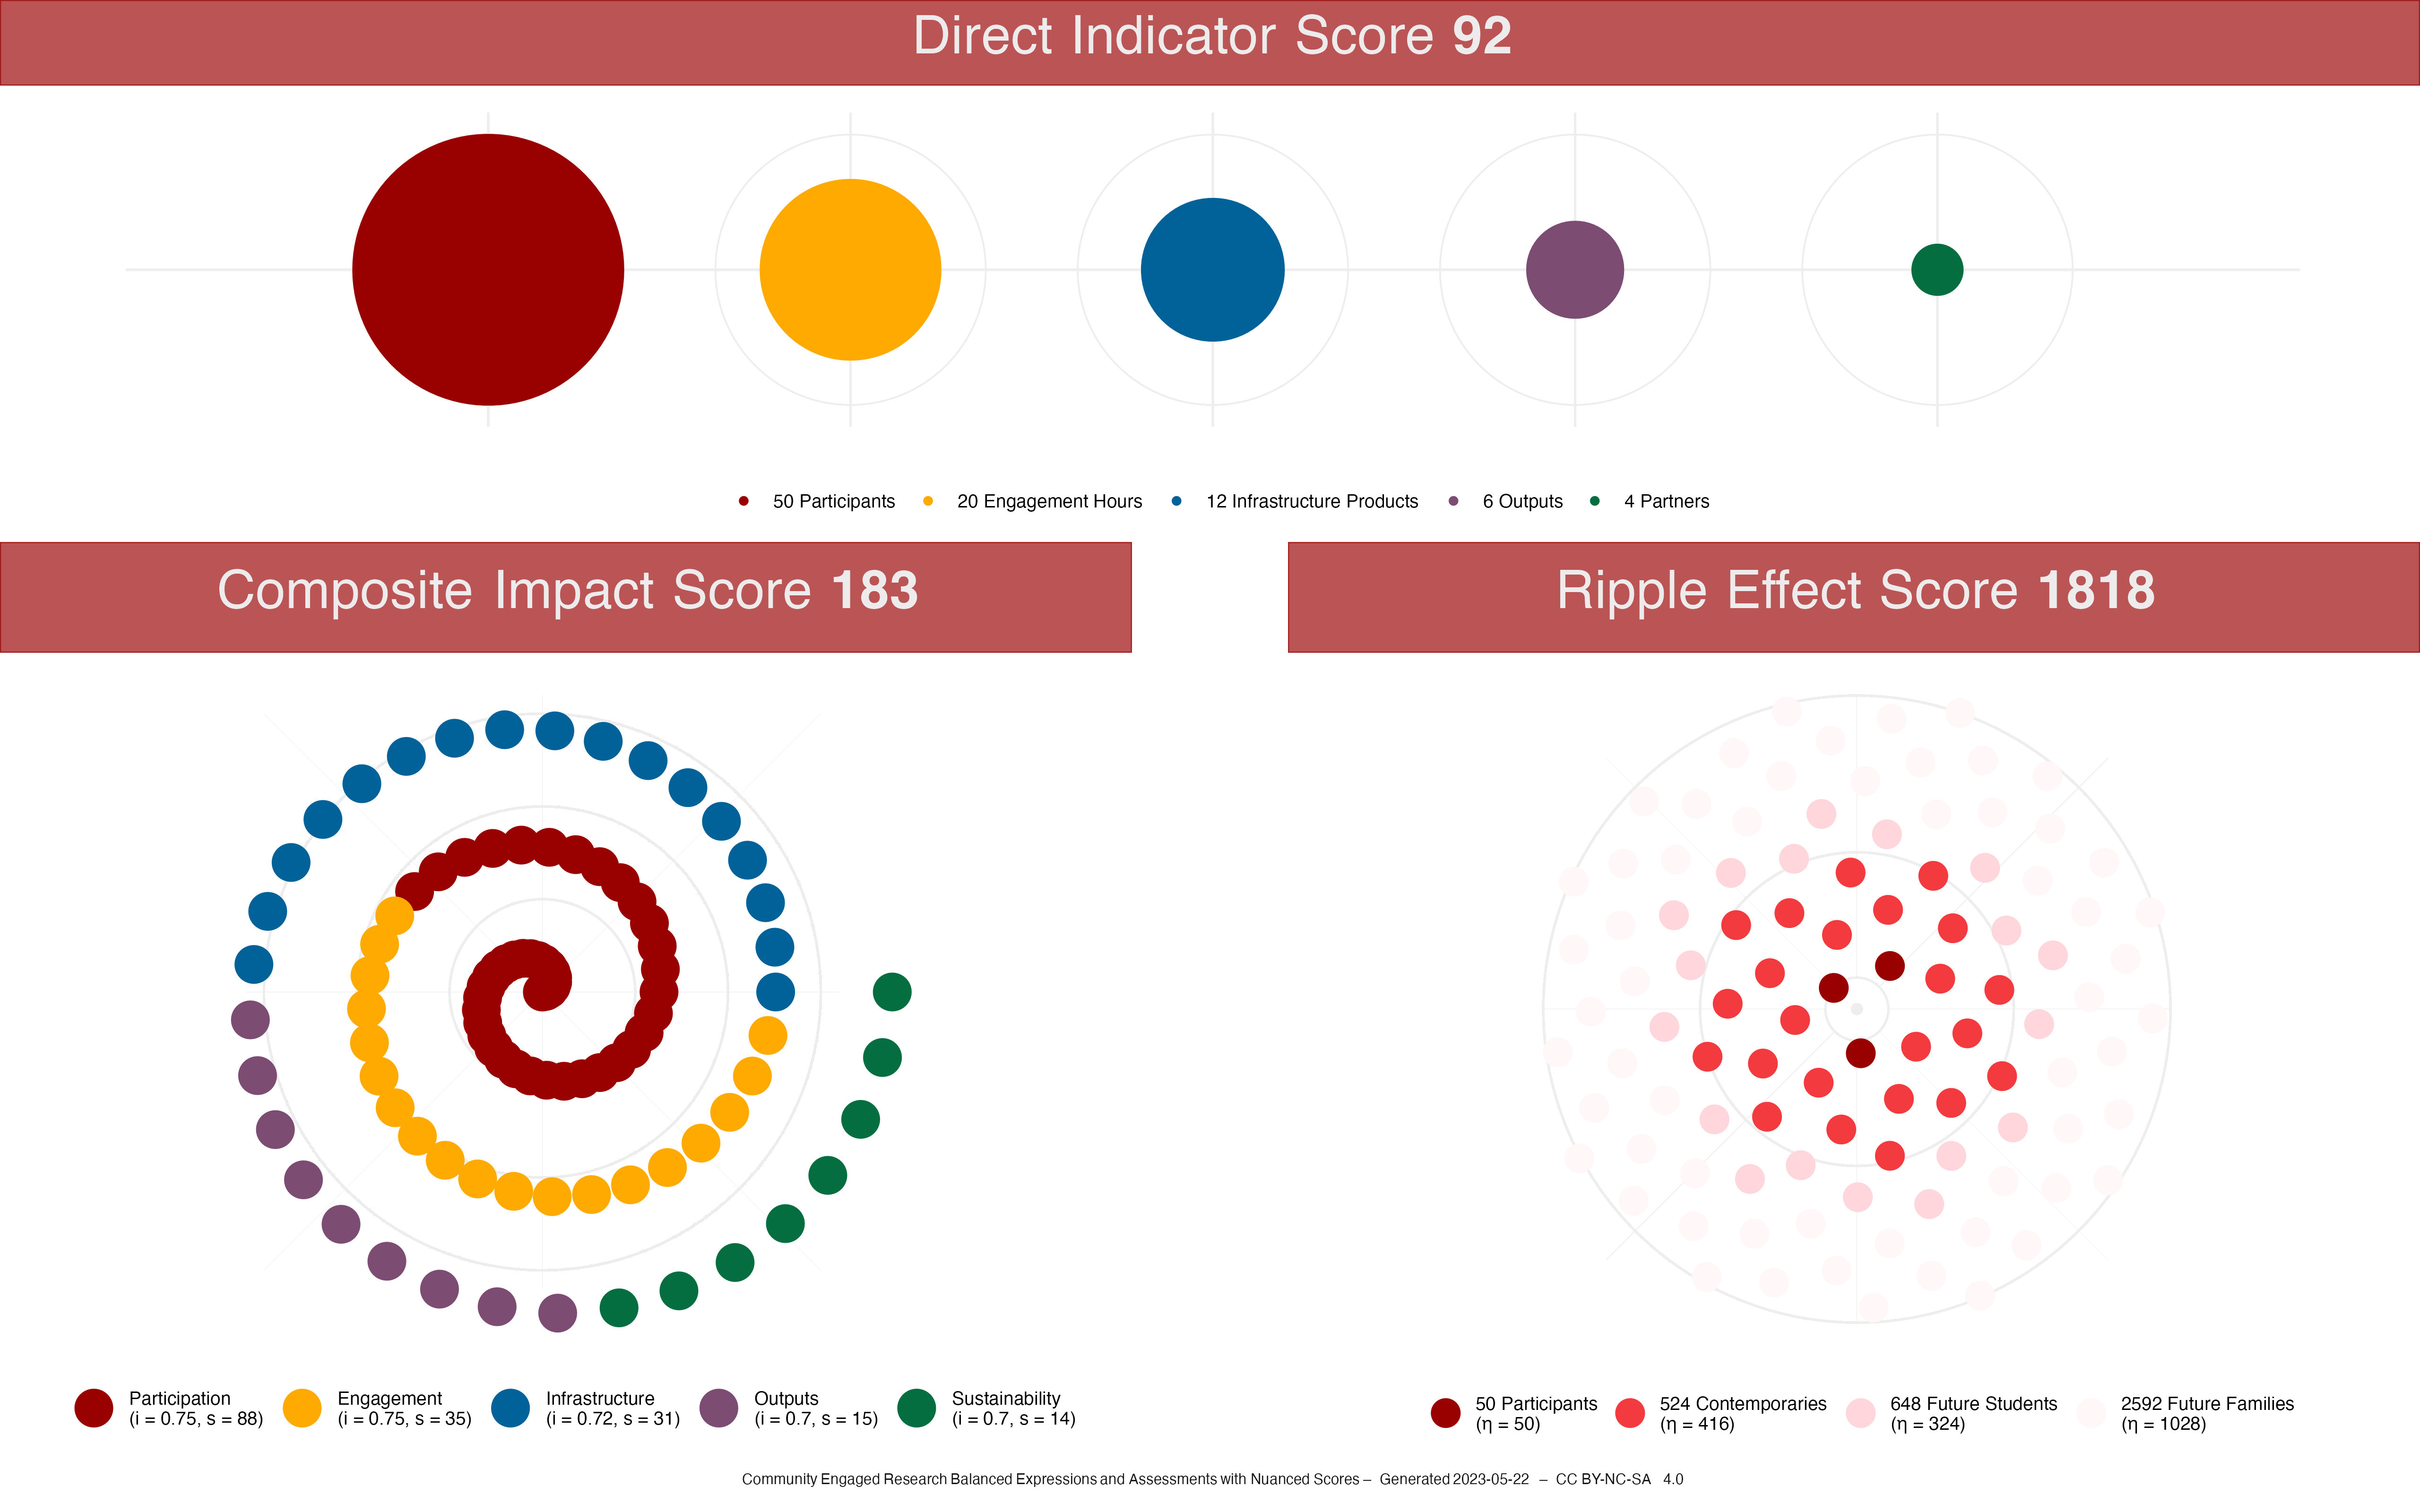 Direct Indicator Score 92
50 Participants
20 Engagement Hours
12 Infrastructure Products
6 Outputs
4 Partners
Composite Impact Score 183
Ripple Effect Score 1818
Participation
(i = 0.75, s = 88)
Engagement
(i = 0.75, s = 35)
Infrastructure
(i = 0.72, s = 31)
Outputs
(i = 0.7, s = 15)
Sustainability
(i = 0.7, s = 14)
50 Participants
(η = 50)
524 Contemporaries
(η = 416)
648 Future Students
(η = 324)
2592 Future Families
(η = 1028)
Community Engaged Research Balanced Expressions and Assessments with Nuanced Scores – Generated 2023-05-22 – CC BY-NC-SA 4.0